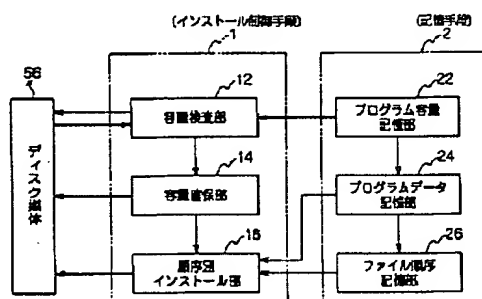 (インストール制御手段)
1
(記憶手段)
2
56
ディスク媒体
12
容量検査部
14
容量確保部
16
順序別
インストール部
22
プログラム容量
記憶部
24
プログラムデータ
記憶部
26
ファイル順序
記憶部